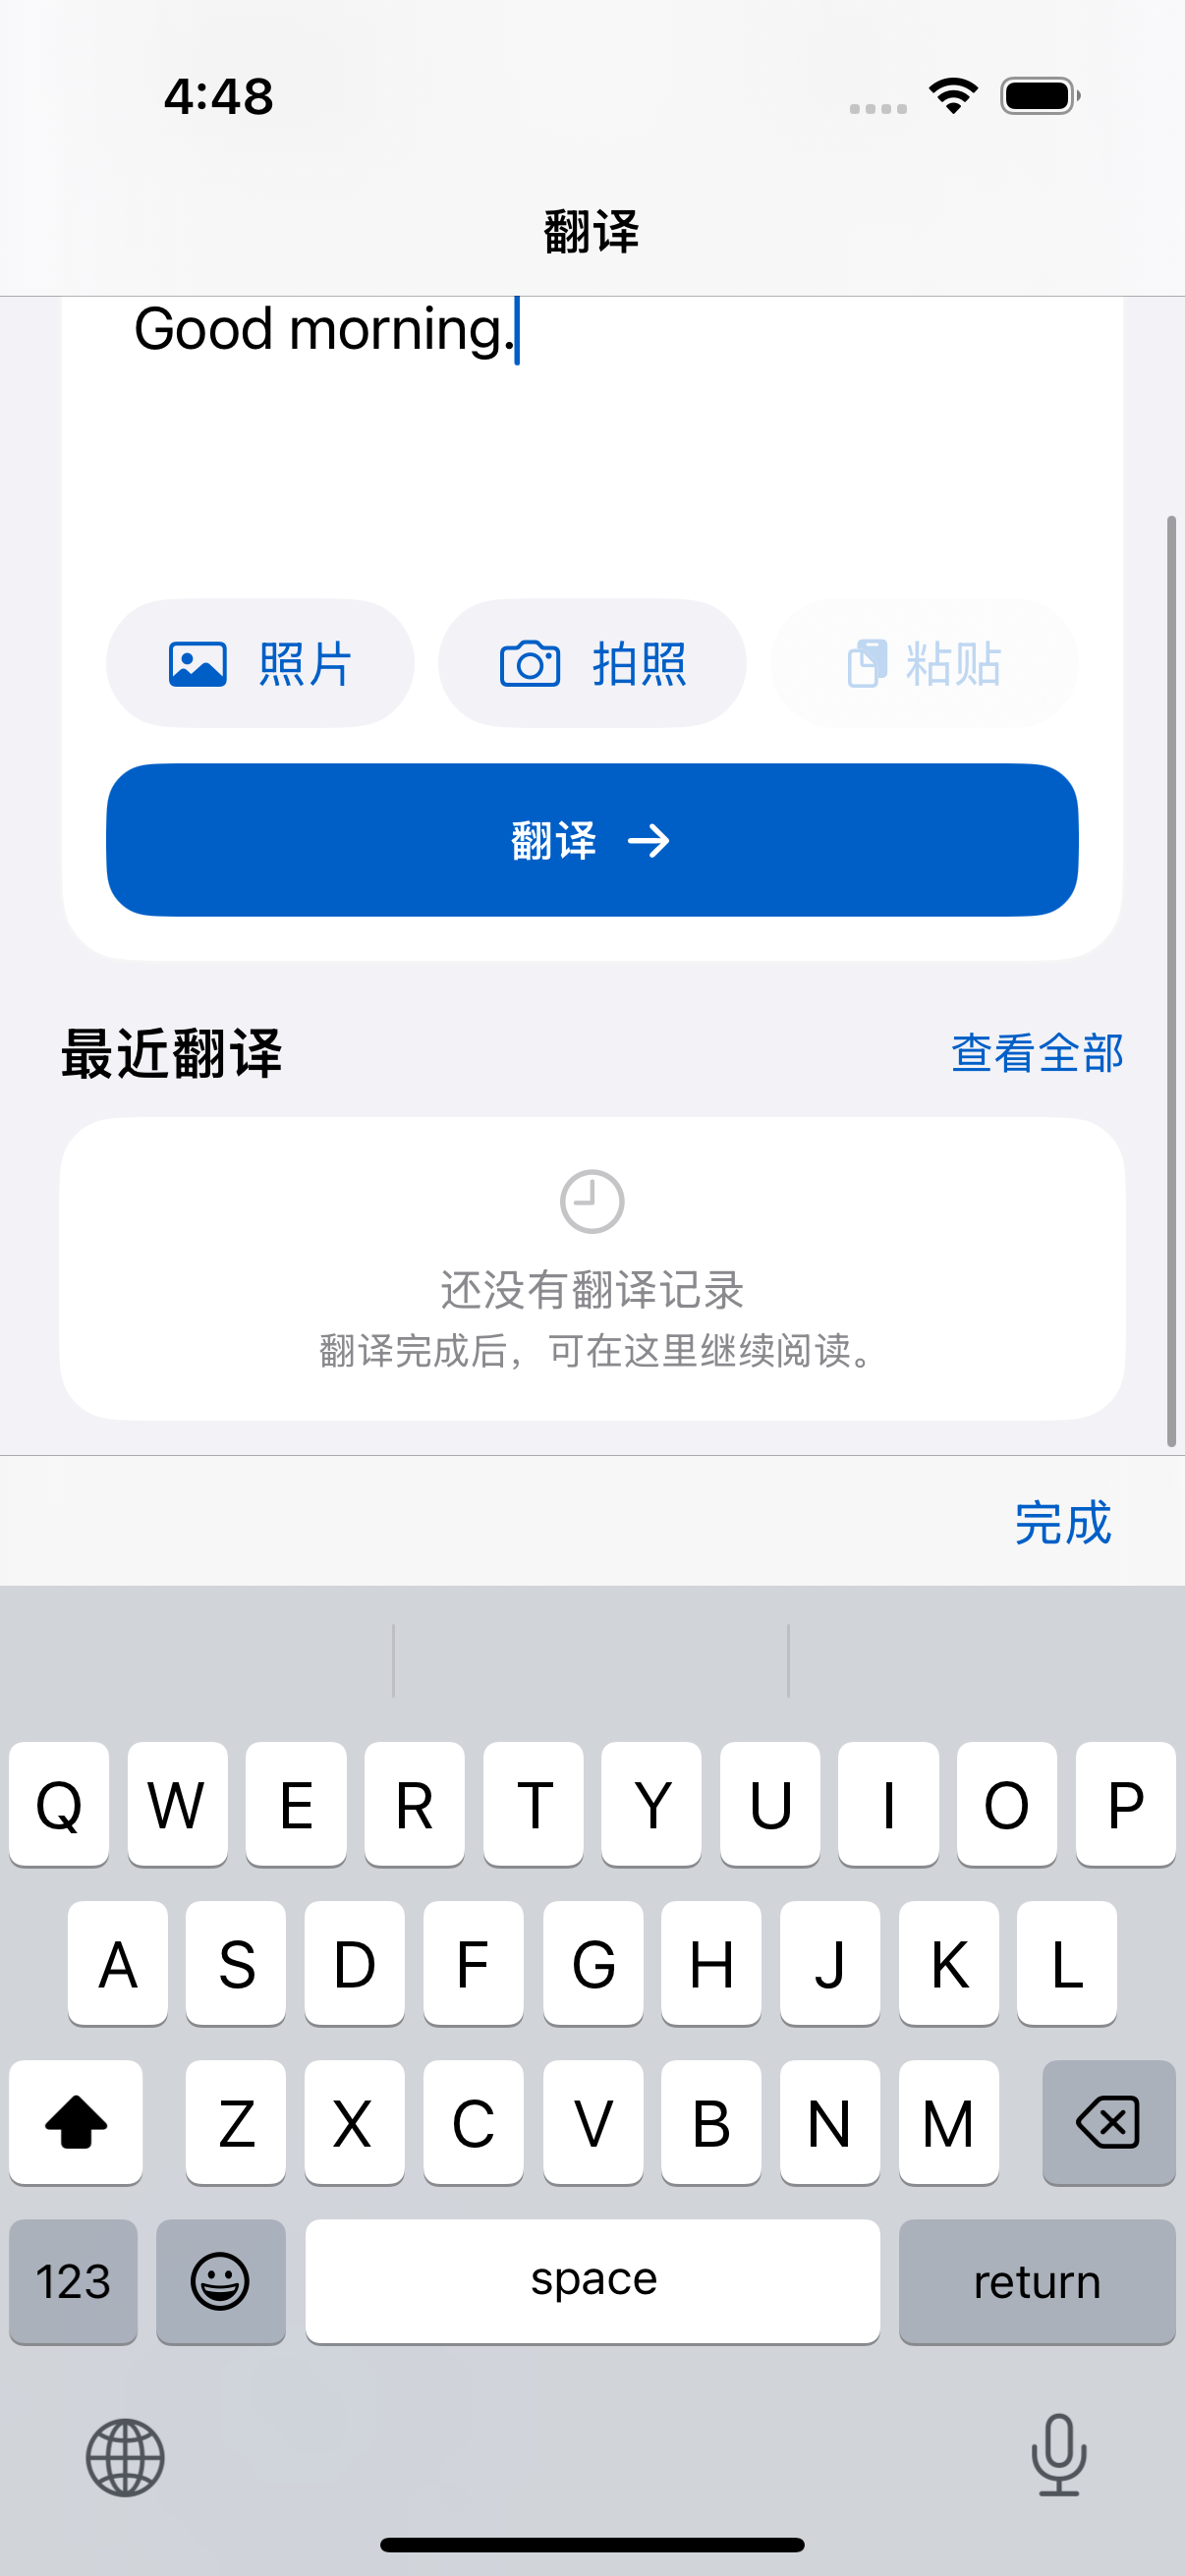 4:48
翻译
Good morning.
照片
拍照
粘贴
翻译 →
最近翻译
查看全部
还没有翻译记录
翻译完成后，可在这里继续阅读。
完成
Q W E R T Y U I O P
A S D F G H J K L
Z X C V B N M
123
space
return